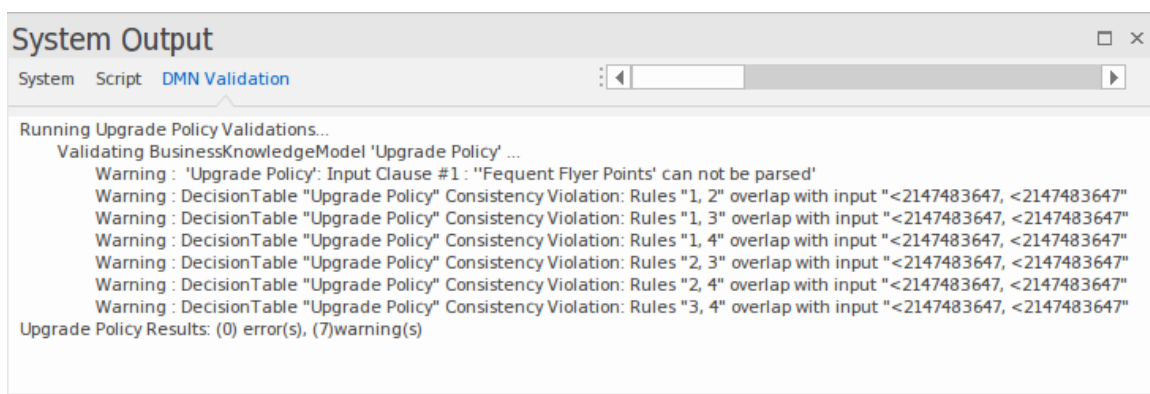 System Output
System Script DMN Validation
Running Upgrade Policy Validations...
Validating BusinessKnowledgeModel 'Upgrade Policy' ...
Warning :  'Upgrade Policy': Input Clause #1 : ''Fequent Flyer Points' can not be parsed'
Warning : DecisionTable "Upgrade Policy" Consistency Violation: Rules "1, 2" overlap with input "<2147483647, <2147483647"
Warning : DecisionTable "Upgrade Policy" Consistency Violation: Rules "1, 3" overlap with input "<2147483647, <2147483647"
Warning : DecisionTable "Upgrade Policy" Consistency Violation: Rules "1, 4" overlap with input "<2147483647, <2147483647"
Warning : DecisionTable "Upgrade Policy" Consistency Violation: Rules "2, 3" overlap with input "<2147483647, <2147483647"
Warning : DecisionTable "Upgrade Policy" Consistency Violation: Rules "2, 4" overlap with input "<2147483647, <2147483647"
Warning : DecisionTable "Upgrade Policy" Consistency Violation: Rules "3, 4" overlap with input "<2147483647, <2147483647"
Upgrade Policy Results: (0) error(s), (7)warning(s)